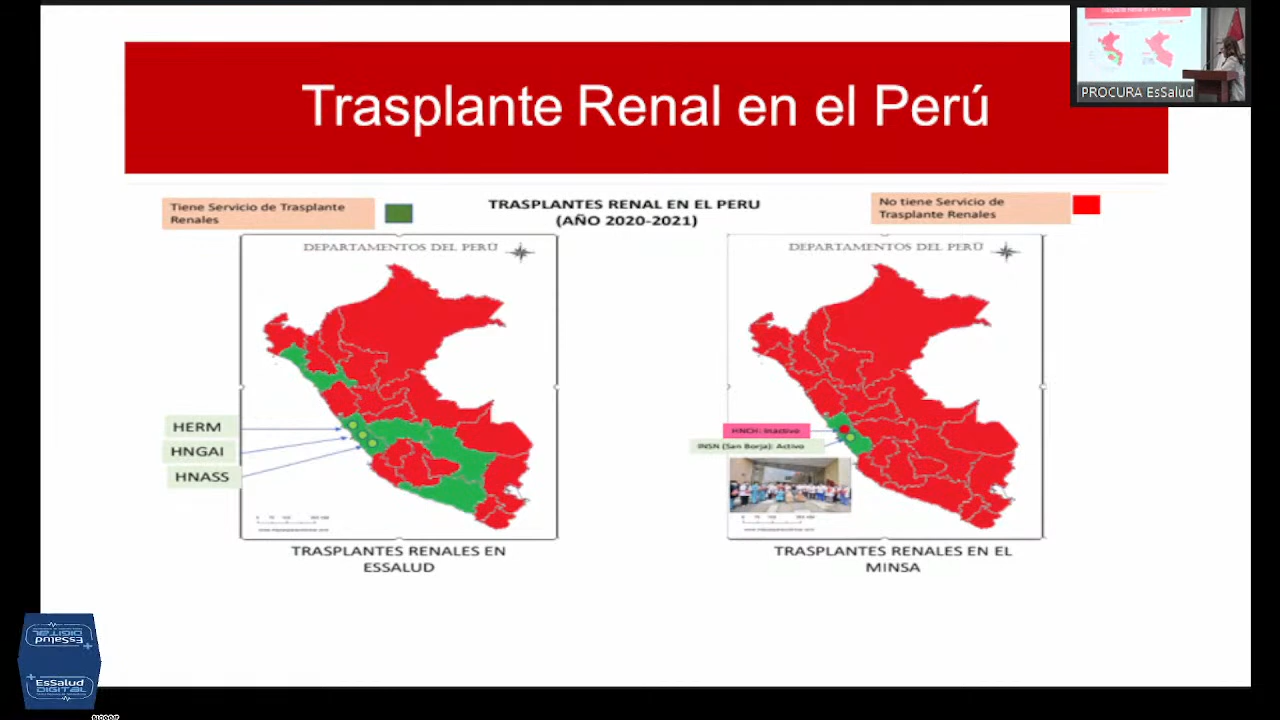 Trasplante Renal en el Perú
PROCURA EsSalud
Tiene Servicio de Trasplante
Renales
TRASPLANTES RENAL EN EL PERU
(AÑO 2020-2021)
No tiene Servicio de
Trasplante Renales
DEPARTAMENTOS DEL PERÚ
DEPARTAMENTOS DEL PERÚ
HERM
HNGAI
HNASS
HNCH: Inactivo
INSN (San Borja): Activo
TRASPLANTES RENALES EN
ESSALUD
TRASPLANTES RENALES EN EL
MINSA
EsSalud
DIGITAL
EsSalud
DIGITAL